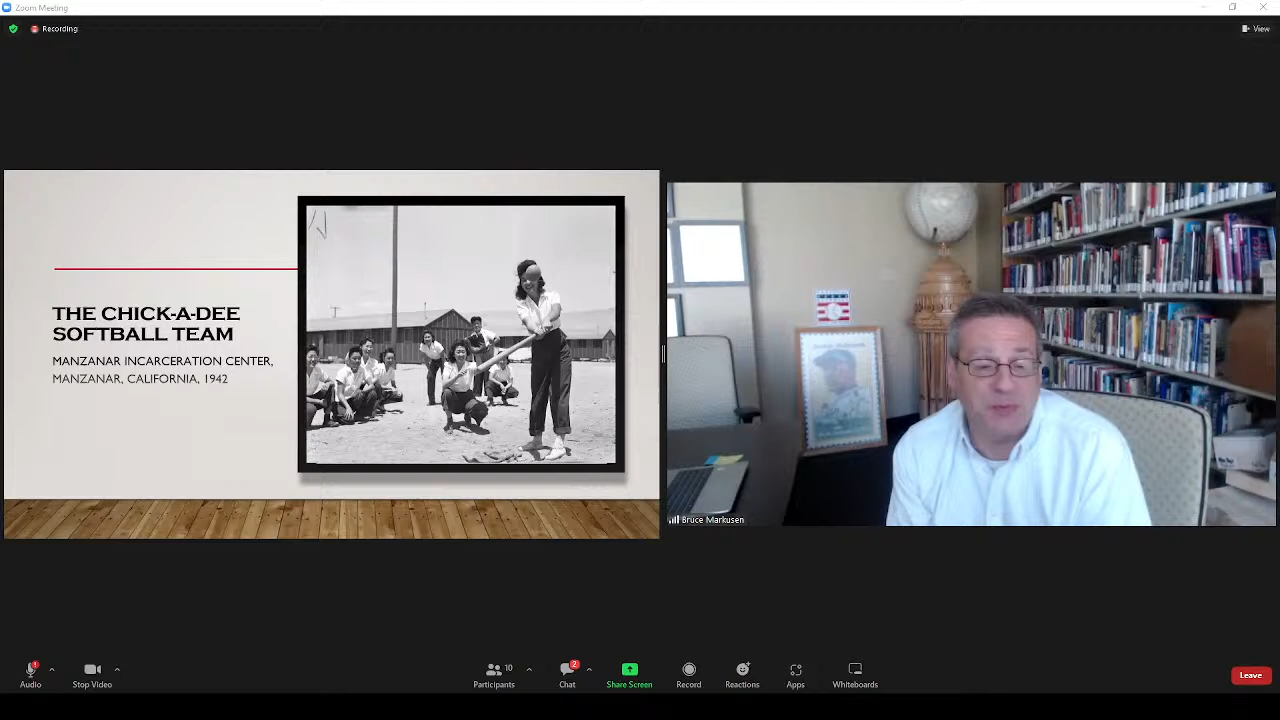 Zoom Meeting
Recording
View
THE CHICK-A-DEE
SOFTBALL TEAM
MANZANAR INCARCERATION CENTER,
MANZANAR, CALIFORNIA, 1942
Bruce Markusen
10
2
Audio
Stop Video
Participants
Chat
Share Screen
Record
Reactions
Apps
Whiteboards
Leave